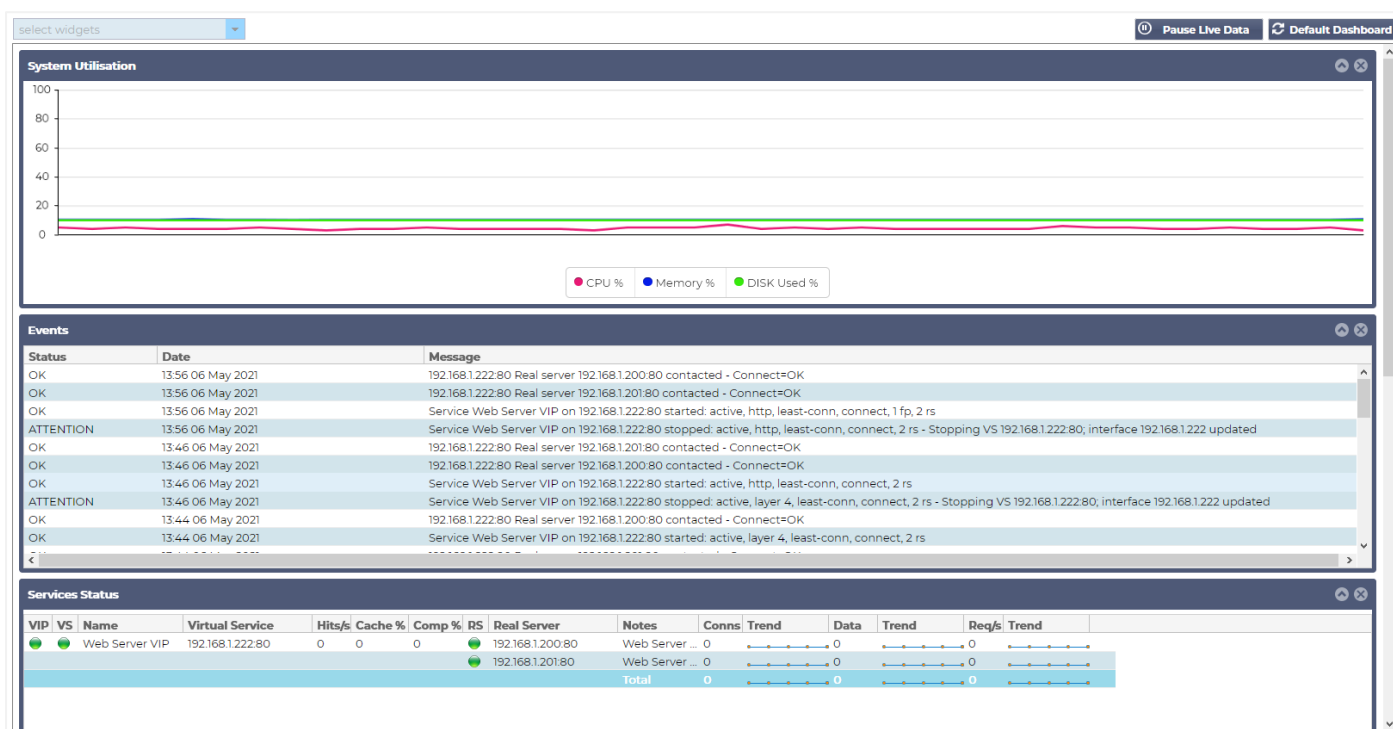 select widgets Pause Live Data Default Dashboard
System Utilisation
100
80
60
40
20
0
CPU % Memory % DISK Used %
Events
Status Date Message
OK 13:56 06 May 2021 192.168.1.222:80 Real server 192.168.1.200:80 contacted - Connect=OK
OK 13:56 06 May 2021 192.168.1.222:80 Real server 192.168.1.201:80 contacted - Connect=OK
OK 13:56 06 May 2021 Service Web Server VIP on 192.168.1.222:80 started: active, http, least-conn, connect, 1 fp, 2 rs
ATTENTION 13:56 06 May 2021 Service Web Server VIP on 192.168.1.222:80 stopped: active, http, least-conn, connect, 2 rs - Stopping VS 192.168.1.222:80; interface 192.168.1.222 updated
OK 13:46 06 May 2021 192.168.1.222:80 Real server 192.168.1.201:80 contacted - Connect=OK
OK 13:46 06 May 2021 192.168.1.222:80 Real server 192.168.1.200:80 contacted - Connect=OK
OK 13:46 06 May 2021 Service Web Server VIP on 192.168.1.222:80 started: active, http, least-conn, connect, 2 rs
ATTENTION 13:46 06 May 2021 Service Web Server VIP on 192.168.1.222:80 stopped: active, layer 4, least-conn, connect, 2 rs - Stopping VS 192.168.1.222:80; interface 192.168.1.222 updated
OK 13:44 06 May 2021 192.168.1.222:80 Real server 192.168.1.200:80 contacted - Connect=OK
OK 13:44 06 May 2021 Service Web Server VIP on 192.168.1.222:80 started: active, layer 4, least-conn, connect, 2 rs
Services Status
VIP VS Name Virtual Service Hits/s Cache % Comp % RS Real Server Notes Conns Trend Data Trend Req/s Trend
Web Server VIP 192.168.1.222:80 0 0 0 192.168.1.200:80 Web Server ... 0 0 0
192.168.1.201:80 Web Server ... 0 0 0
Total 0 0 0